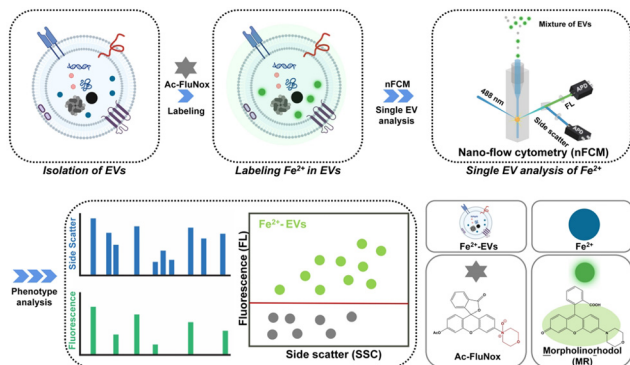 Mixture of EVs
Ac-FluNox
Labeling
nFCM
Single EV
analysis
488 nm
FL
APD
Side scatter
APD
Nano-flow cytometry (nFCM)
Isolation of EVs
Labeling Fe²⁺ in EVs
Single EV analysis of Fe²⁺
Phenotype
analysis
Side Scatter
Fluorescence
Fluorescence (FL)
Fe²⁺- EVs
Side scatter (SSC)
Fe²⁺-EVs
Fe²⁺
AcO
O
O
N
O
O
Ac-FluNox
COOH
O
O
N
O
Morpholinorhodol
(MR)